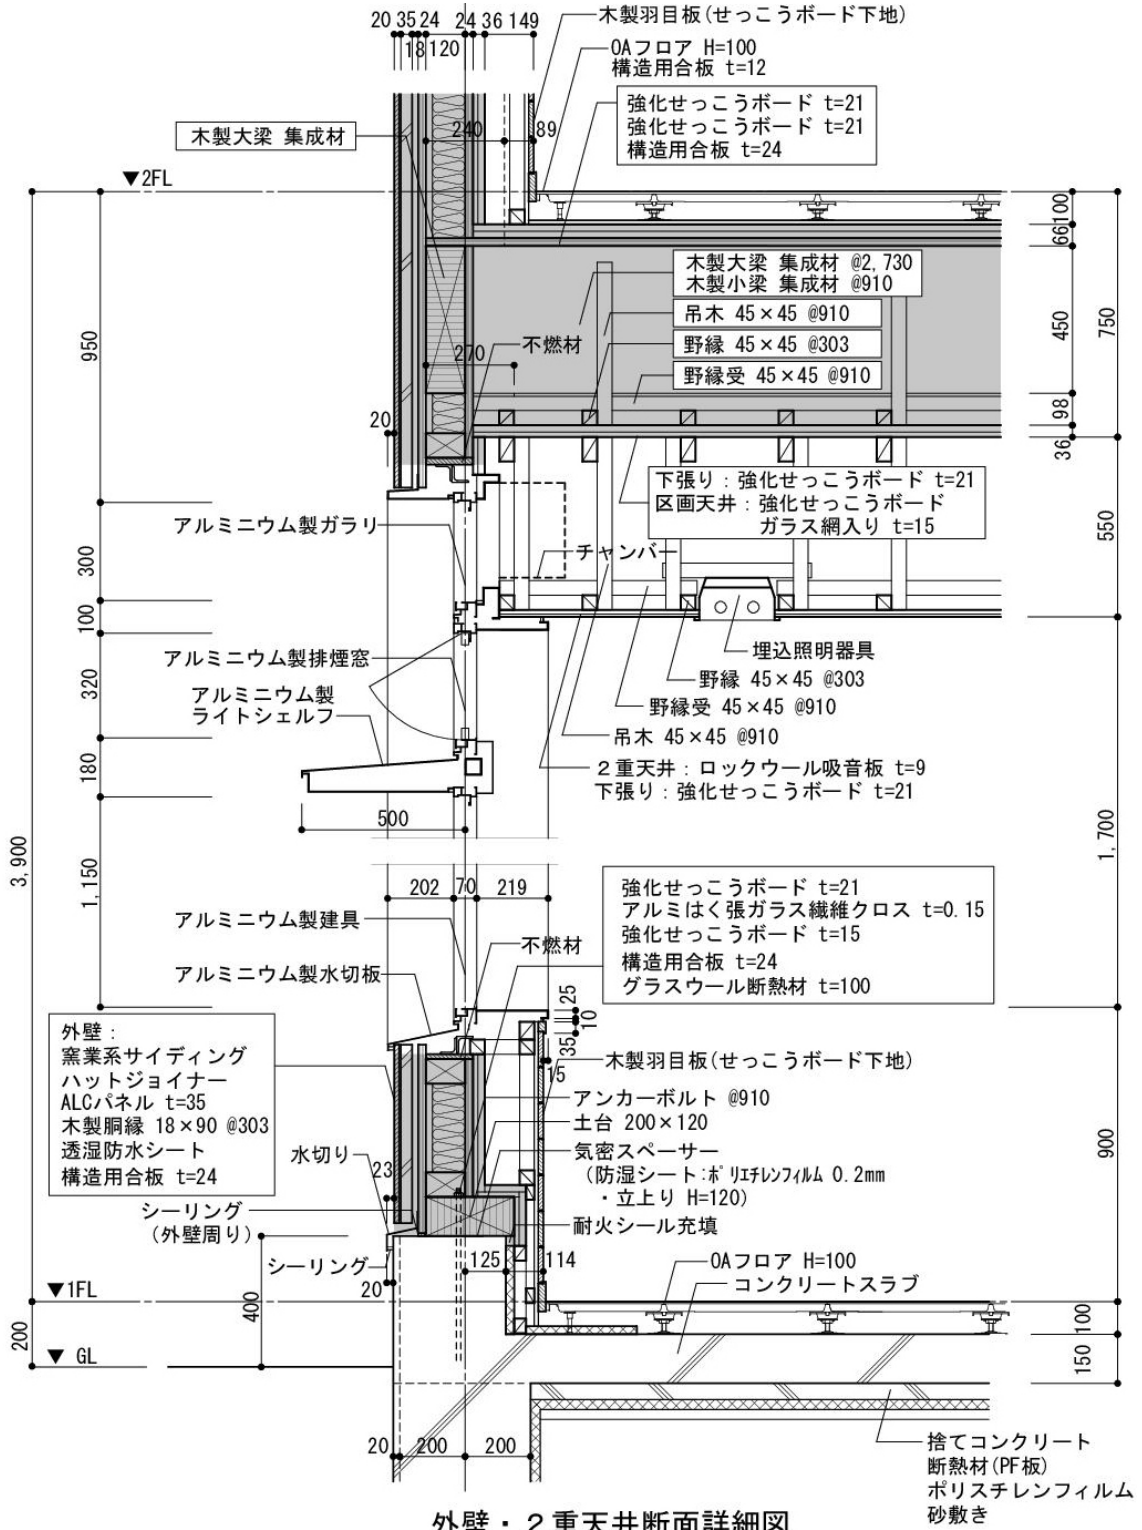 20 35 24 24 36 149
18 120
木製羽目板(せっこうボード下地)
OAフロア H=100
構造用合板 t=12
強化せっこうボード t=21
強化せっこうボード t=21
構造用合板 t=24
木製大梁 集成材
240 89
▼2FL
100
66
木製大梁 集成材 @2,730
木製小梁 集成材 @910
吊木 45×45 @910
不燃材
野縁 45×45 @303
270
野縁受 45×45 @910
950
450
750
98
36
20
下張り：強化せっこうボード t=21
区画天井：強化せっこうボード
ガラス網入り t=15
アルミニウム製ガラリ
チャンバー
300
550
100
埋込照明器具
アルミニウム製排煙窓
野縁 45×45 @303
320
アルミニウム製
ライトシェルフ
野縁受 45×45 @910
吊木 45×45 @910
180
２重天井：ロックウール吸音板 t=9
下張り：強化せっこうボード t=21
500
3,900
1,150
1,700
202 70 219
強化せっこうボード t=21
アルミはく張ガラス繊維クロス t=0.15
強化せっこうボード t=15
構造用合板 t=24
グラスウール断熱材 t=100
アルミニウム製建具
不燃材
アルミニウム製水切板
25
10
35
15
外壁：
窯業系サイディング
ハットジョイナー
ALCパネル t=35
木製胴縁 18×90 @303
透湿防水シート
構造用合板 t=24
木製羽目板(せっこうボード下地)
アンカーボルト @910
土台 200×120
気密スペーサー
(防湿シート:ポリエチレンフィルム 0.2mm
・立上り H=120)
耐火シール充填
900
水切り
23
シーリング
(外壁周り)
シーリング
125 114
20
OAフロア H=100
コンクリートスラブ
▼1FL
400
200
100
▼ GL
150
20 200 200
捨てコンクリート
断熱材(PF板)
ポリスチレンフィルム
砂敷き
外壁・２重天井断面詳細図